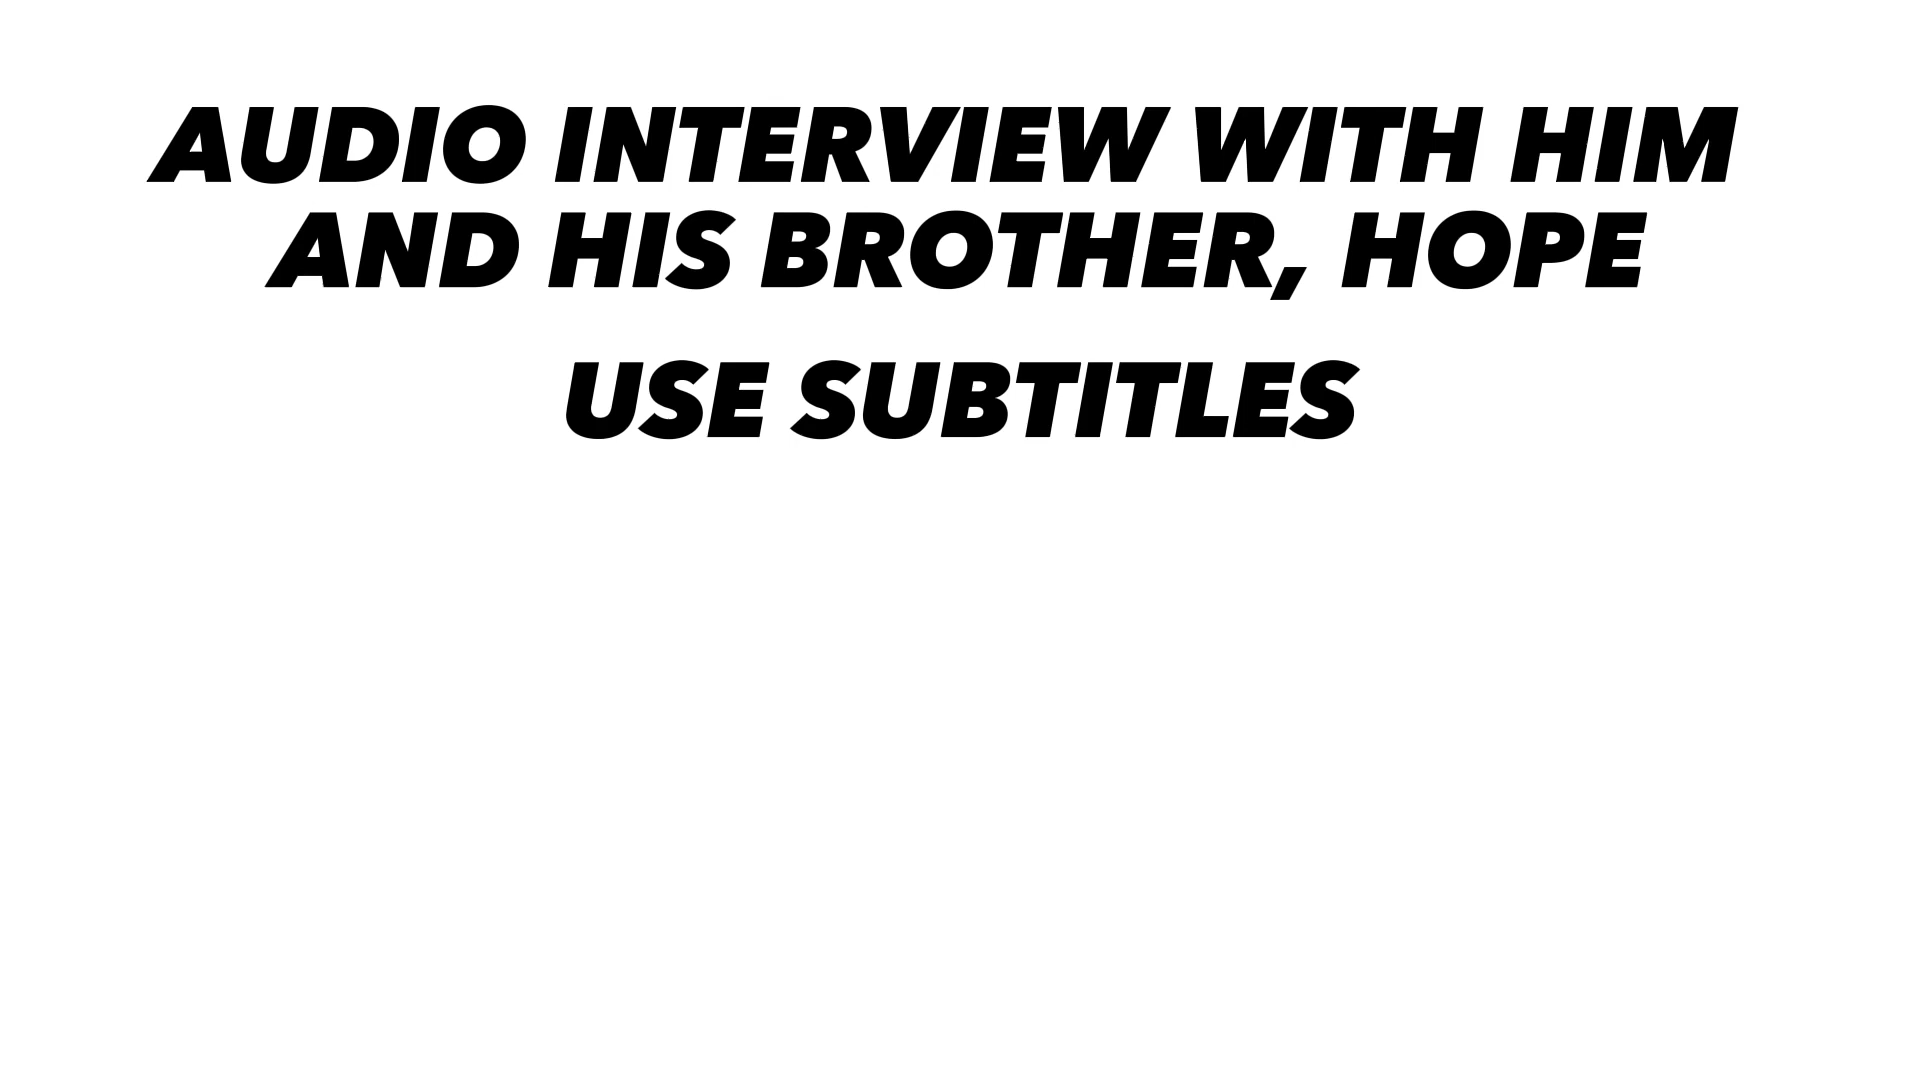 AUDIO INTERVIEW WITH HIM
AND HIS BROTHER, HOPE
USE SUBTITLES